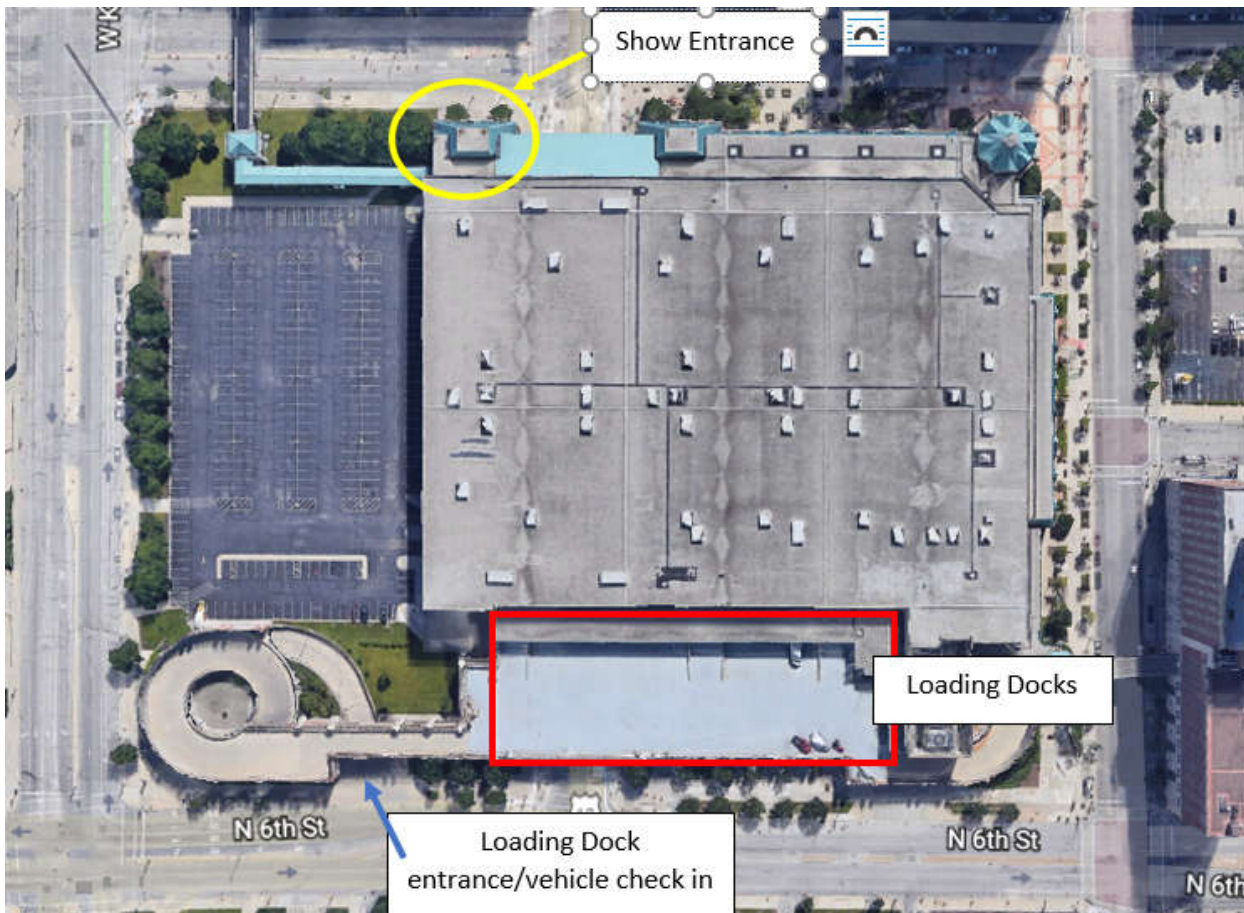 W K
Show Entrance
Loading Docks
N 6th St
N 6th St
Loading Dock
entrance/vehicle check in
N 6th